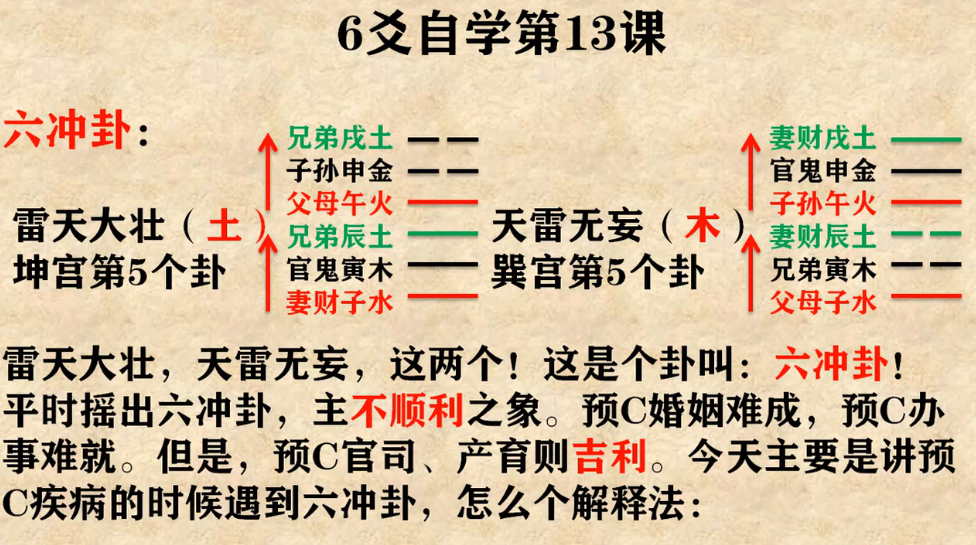 6爻自学第13课
六冲卦：
雷天大壮（土）
坤宫第5个卦
兄弟戌土
子孙申金
父母午火
兄弟辰土
官鬼寅木
妻财子水
天雷无妄（木）
巽宫第5个卦
妻财戌土
官鬼申金
子孙午火
妻财辰土
兄弟寅木
父母子水
雷天大壮，天雷无妄，这两个！这是个卦叫：六冲卦！
平时摇出六冲卦，主不顺利之象。预C婚姻难成，预C办
事难就。但是，预C官司、产育则吉利。今天主要是讲预
C疾病的时候遇到六冲卦，怎么个解释法：